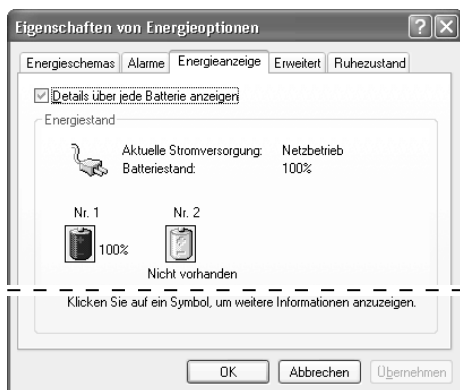 Eigenschaften von Energieoptionen
Energieschemas Alarme Energieanzeige Erweitert Ruhezustand
Details über jede Batterie anzeigen
Energiestand
Aktuelle Stromversorgung: Netzbetrieb
Batteriestand: 100%
Nr. 1 Nr. 2
100%
Nicht vorhanden
Klicken Sie auf ein Symbol, um weitere Informationen anzuzeigen.
OK Abbrechen Übernehmen